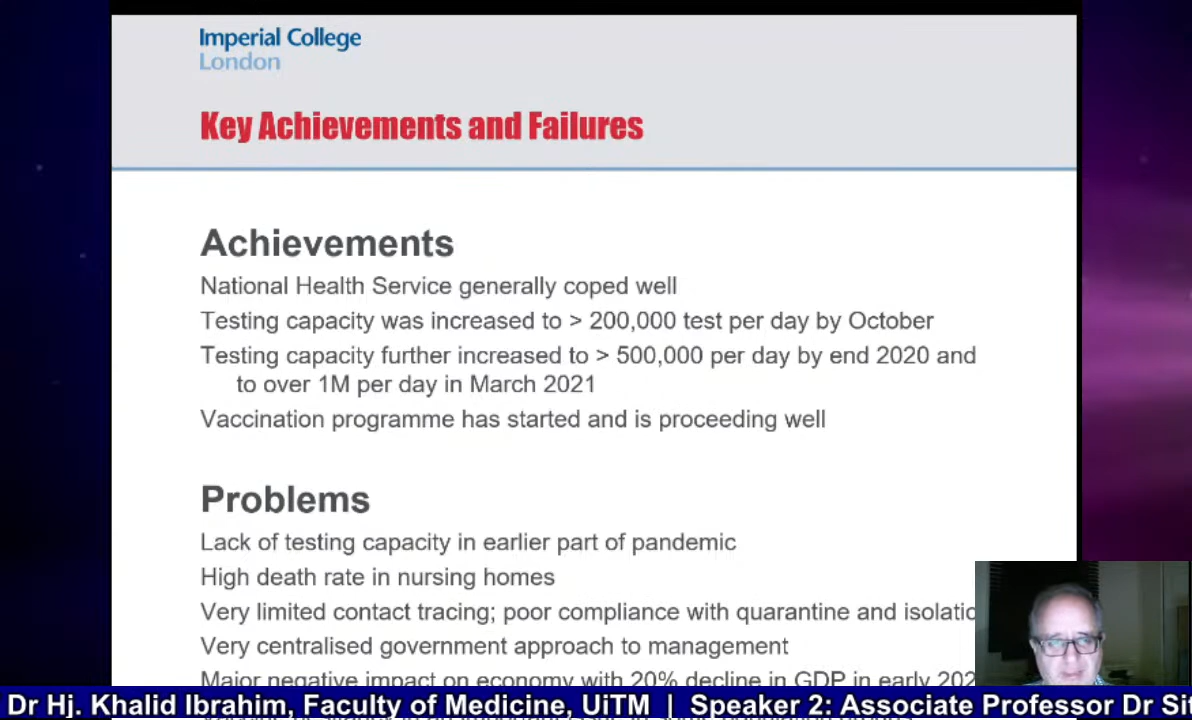 Imperial College
London
Key Achievements and Failures
Achievements
National Health Service generally coped well
Testing capacity was increased to > 200,000 test per day by October
Testing capacity further increased to > 500,000 per day by end 2020 and
to over 1M per day in March 2021
Vaccination programme has started and is proceeding well
Problems
Lack of testing capacity in earlier part of pandemic
High death rate in nursing homes
Very limited contact tracing; poor compliance with quarantine and isolatio
Very centralised government approach to management
Major negative impact on economy with 20% decline in GDP in early 202
Dr Hj. Khalid Ibrahim, Faculty of Medicine, UiTM | Speaker 2: Associate Professor Dr Sit